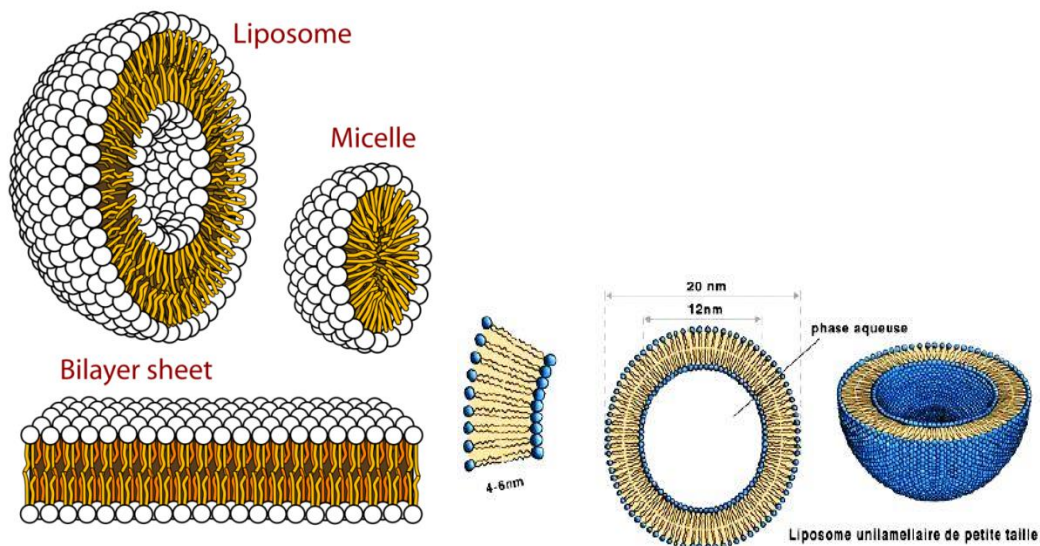 Liposome
Micelle
Bilayer sheet
20 nm
12nm
phase aqueuse
4-6nm
Liposome unilamellaire de petite taille